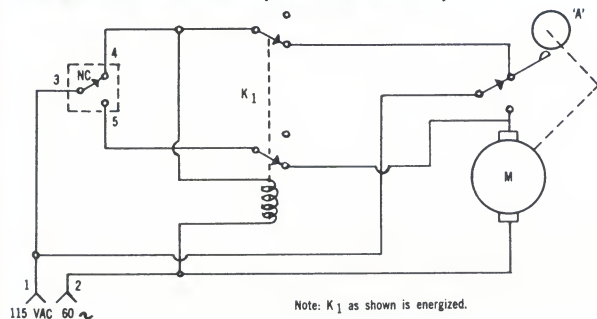 'A'
4
3
NC
K1
5
M
1
2
Note: K1 as shown is energized.
115 VAC 60 ~